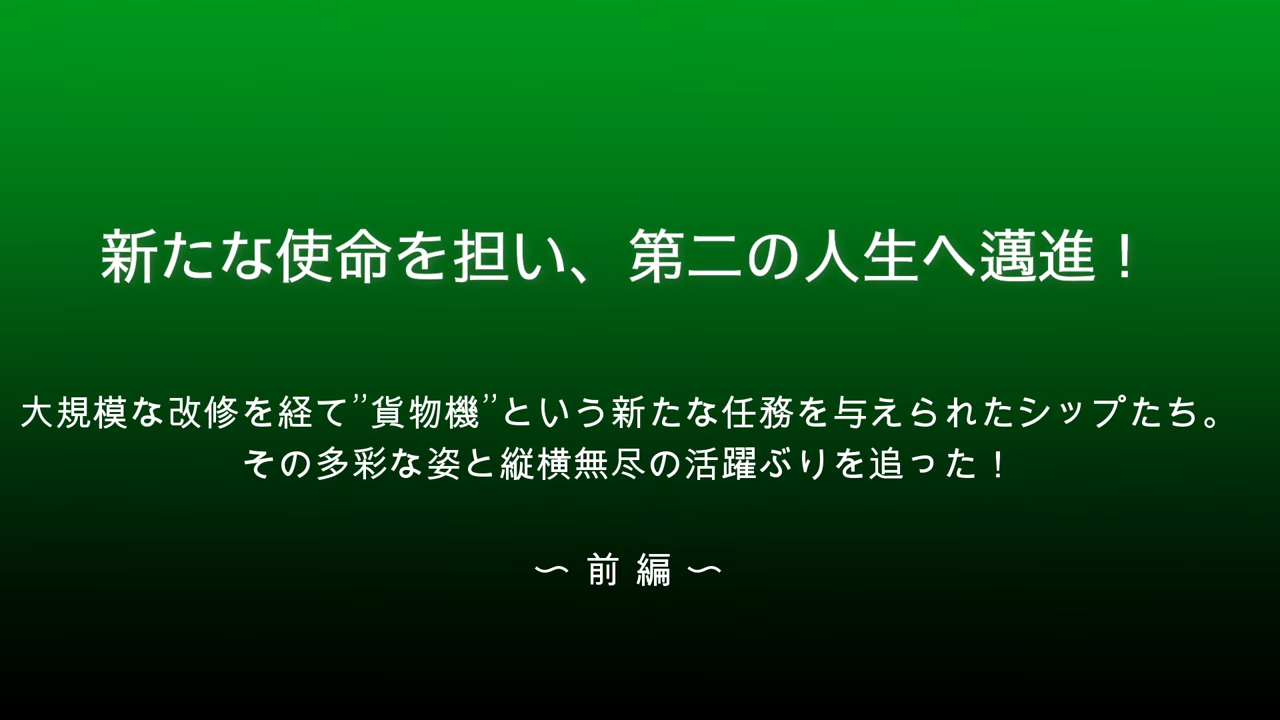 新たな使命を担い、第二の人生へ邁進！
大規模な改修を経て”貨物機”という新たな任務を与えられたシップたち。
その多彩な姿と縦横無尽の活躍ぶりを追った！
〜 前 編 〜